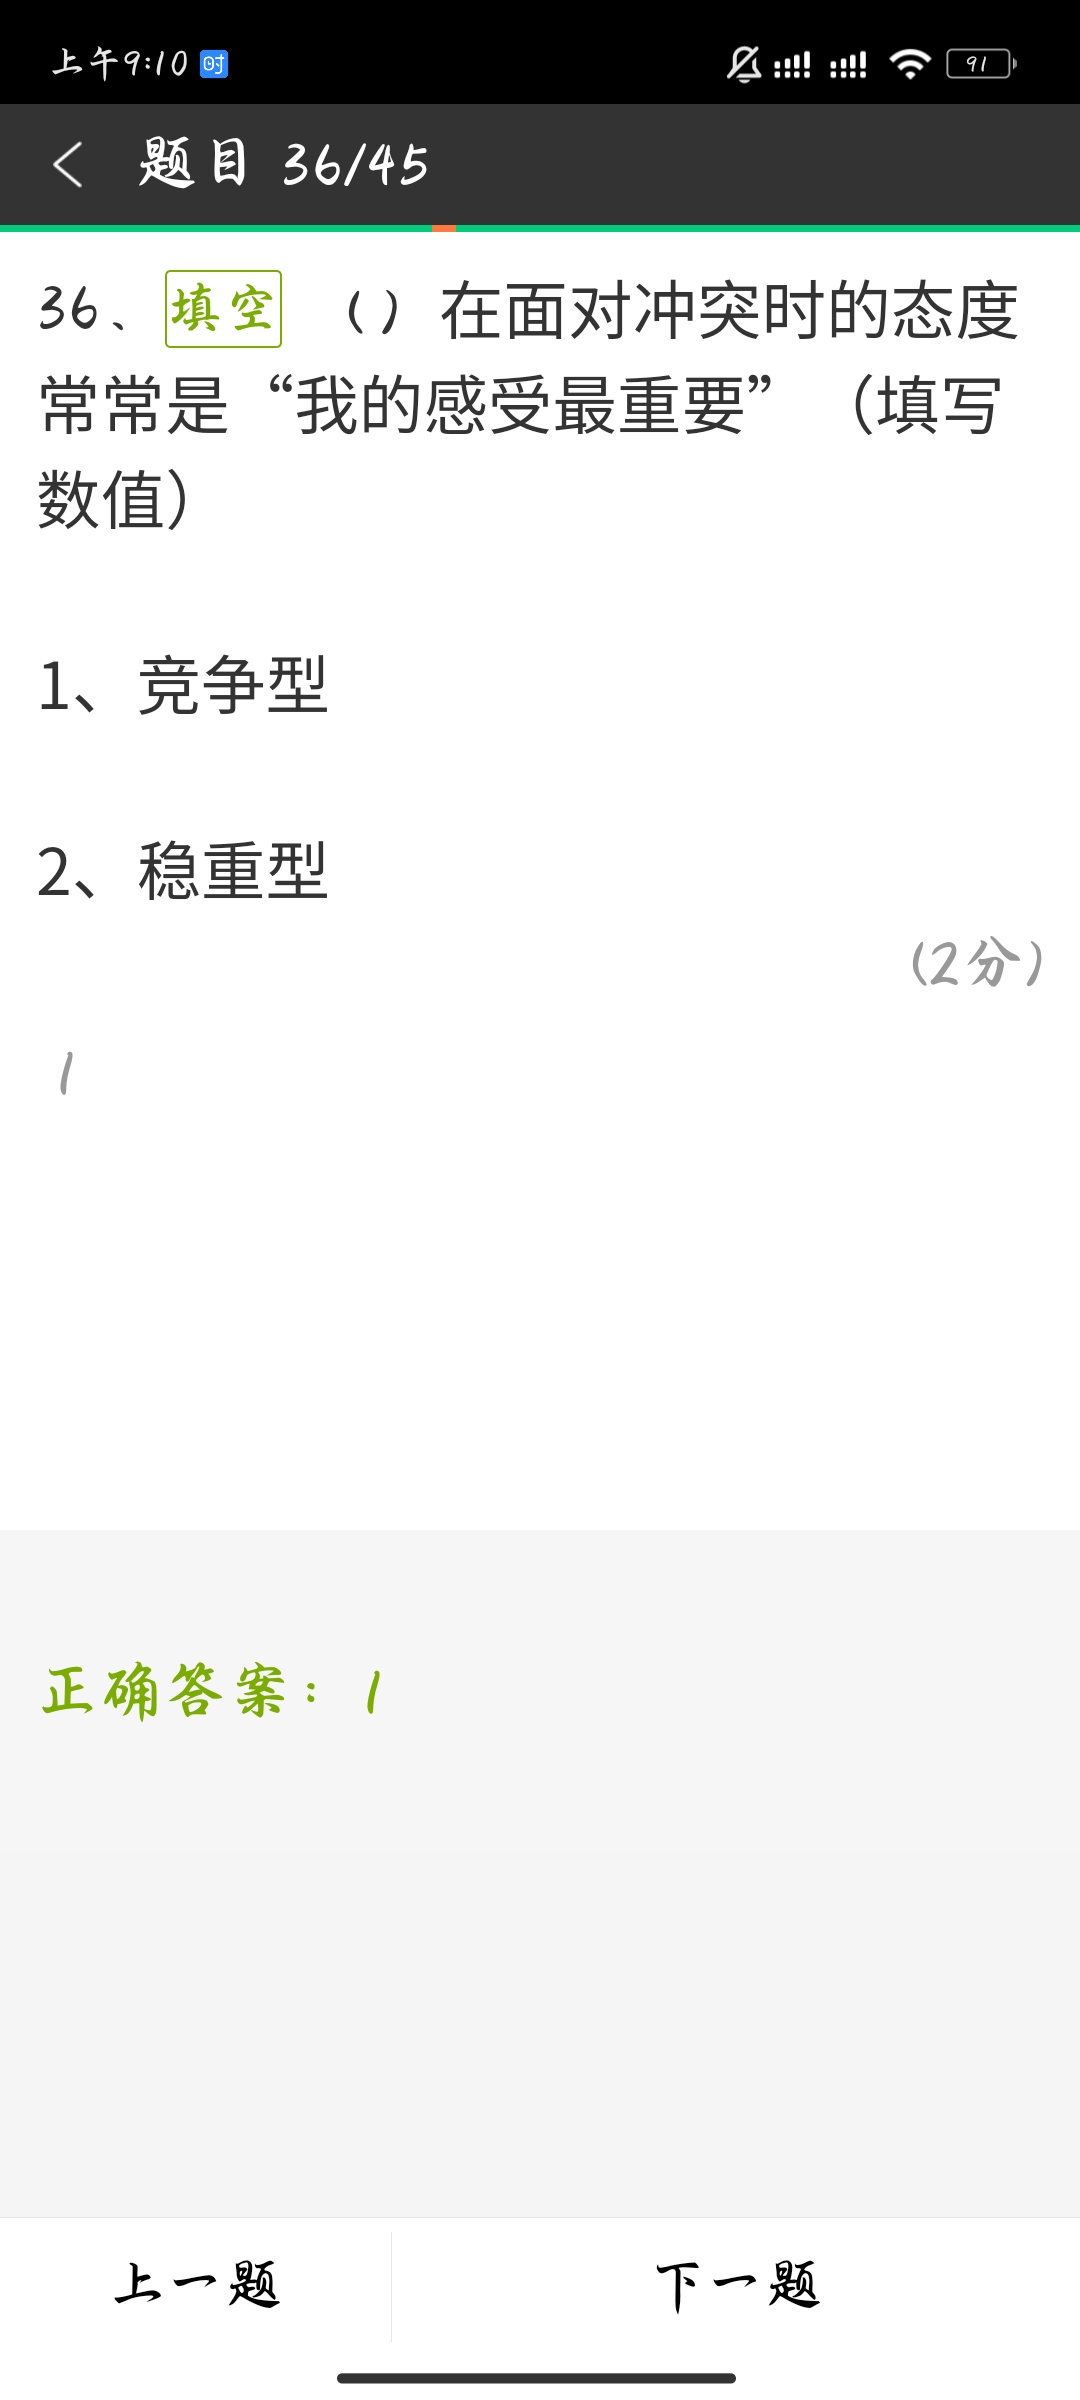 上午9:10 时 91
题目 36/45
36、填空 ()在面对冲突时的态度
常常是“我的感受最重要”（填写
数值）
1、竞争型
2、稳重型
(2分)
1
正确答案：1
上一题 下一题